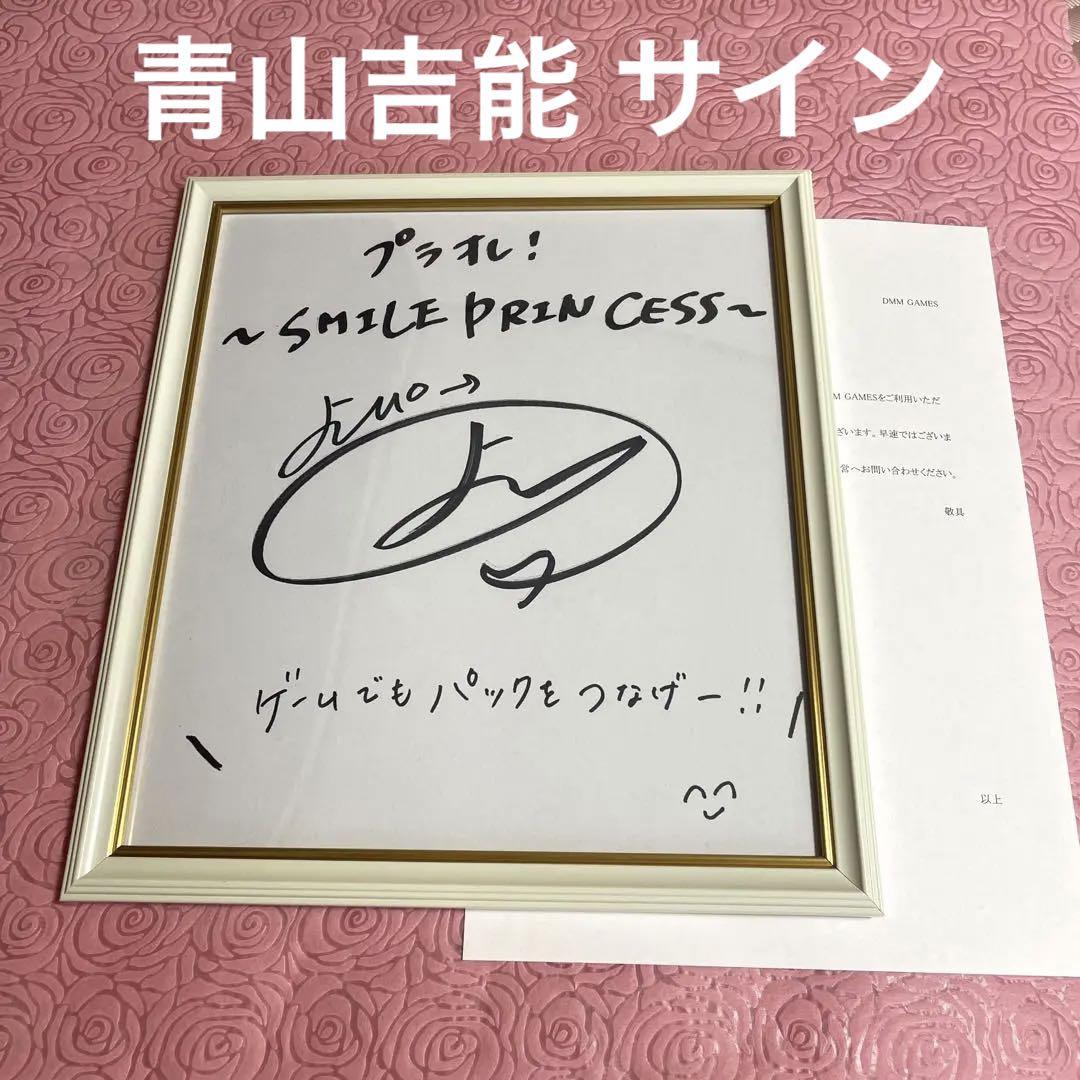 青山吉能 サイン
プラオレ!
～SMILE PRINCESS～
ゲームでもパックをつなげー!!
DMM GAMES
M GAMESをご利用いただ
ざいます。早速ではございま
営へお問い合わせください。
敬具
以上